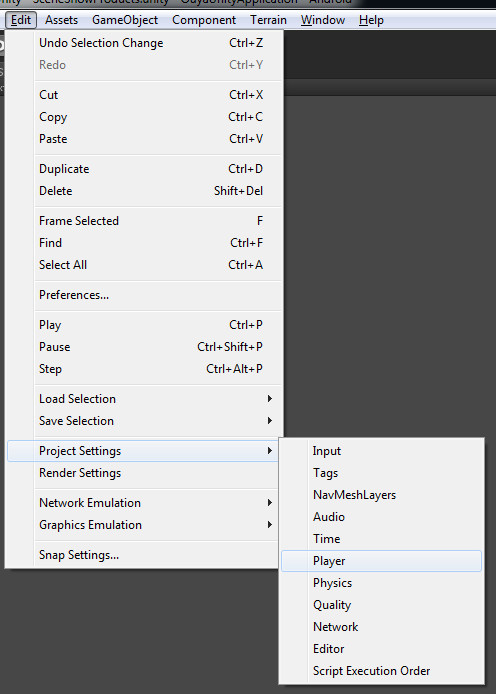 Edit Assets GameObject Component Terrain Window Help
Undo Selection Change Ctrl+Z
Redo Ctrl+Y
Cut Ctrl+X
Copy Ctrl+C
Paste Ctrl+V
Duplicate Ctrl+D
Delete Shift+Del
Frame Selected F
Find Ctrl+F
Select All Ctrl+A
Preferences...
Play Ctrl+P
Pause Ctrl+Shift+P
Step Ctrl+Alt+P
Load Selection
Save Selection
Project Settings
Render Settings
Network Emulation
Graphics Emulation
Snap Settings...
Input
Tags
NavMeshLayers
Audio
Time
Player
Physics
Quality
Network
Editor
Script Execution Order